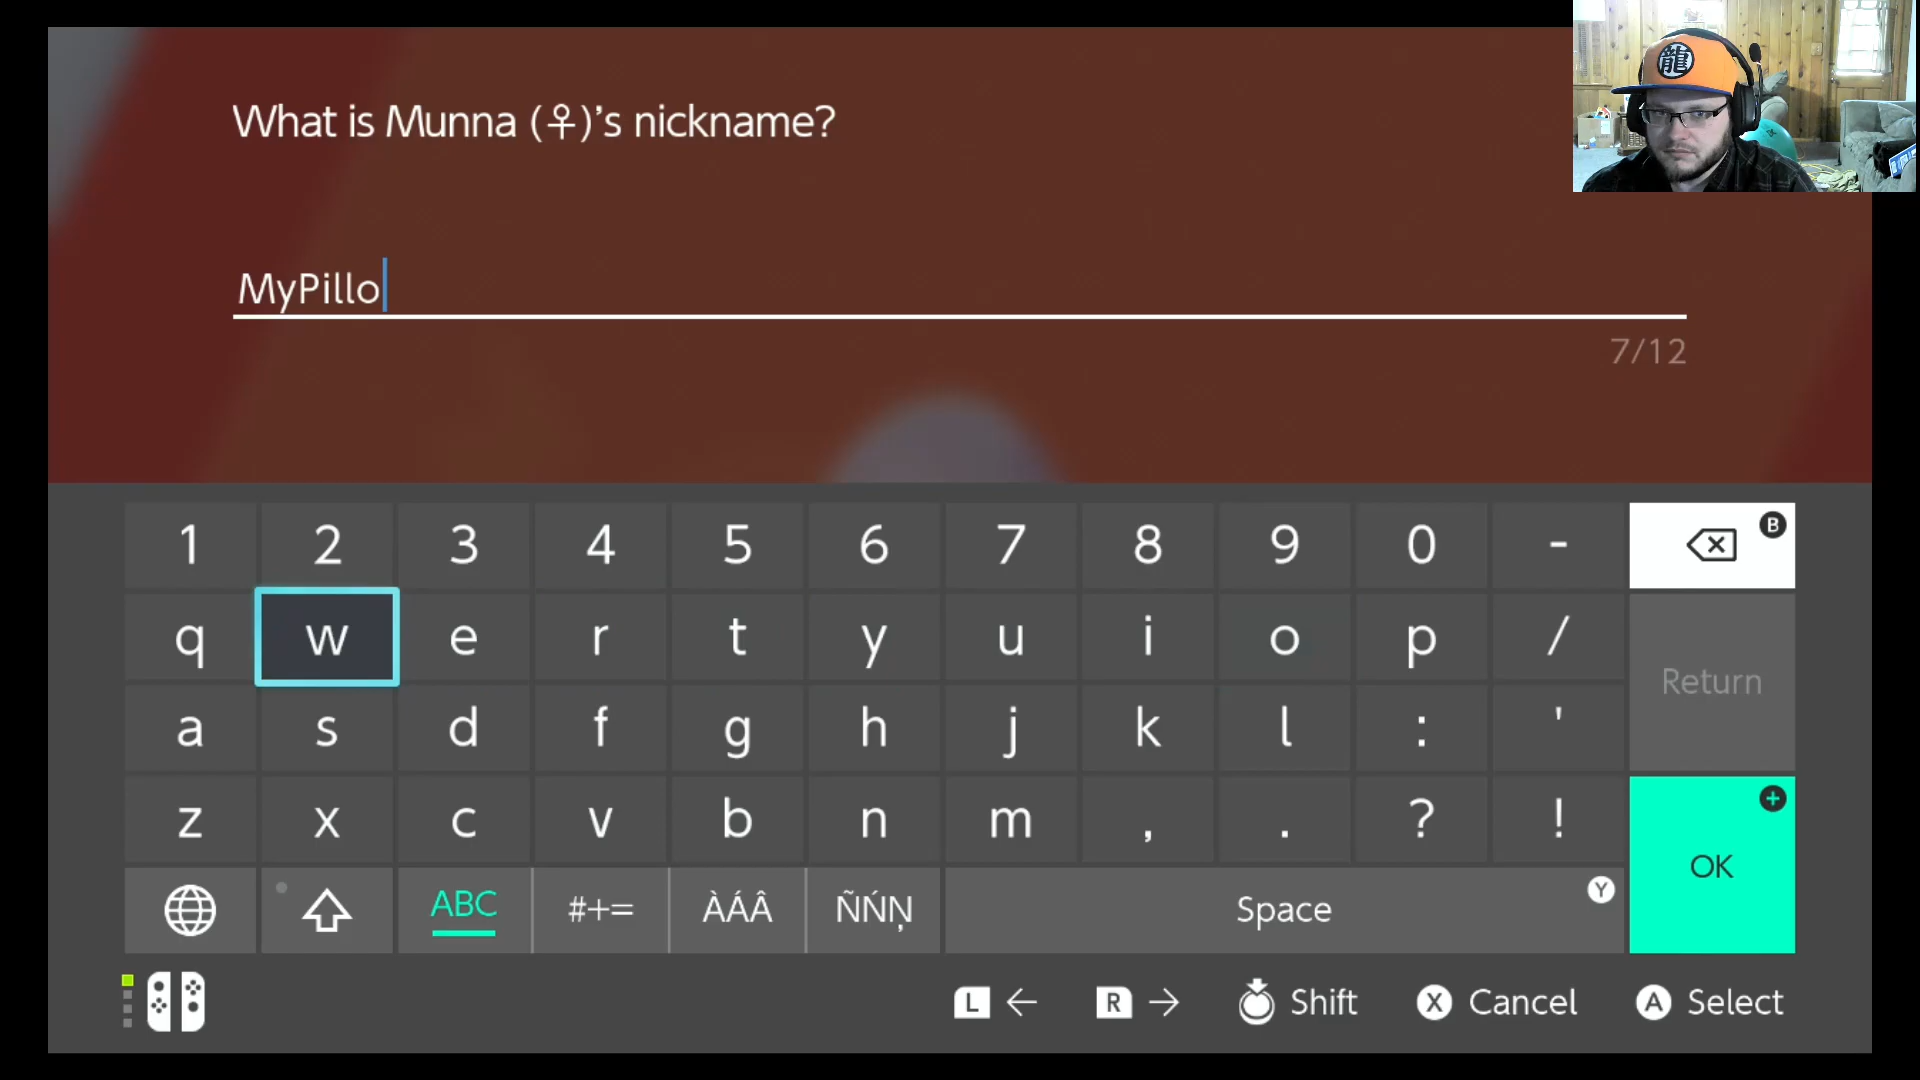 龍
What is Munna (♀)'s nickname?
MyPillo
7/12
1 2 3 4 5 6 7 8 9 0 - B
q w e r t y u i o p / Return
a s d f g h j k l : '
z x c v b n m , . ? ! + OK
ABC #+= ÀÁÂ ÑŃŅ Space Y
L ← R → Shift X Cancel A Select